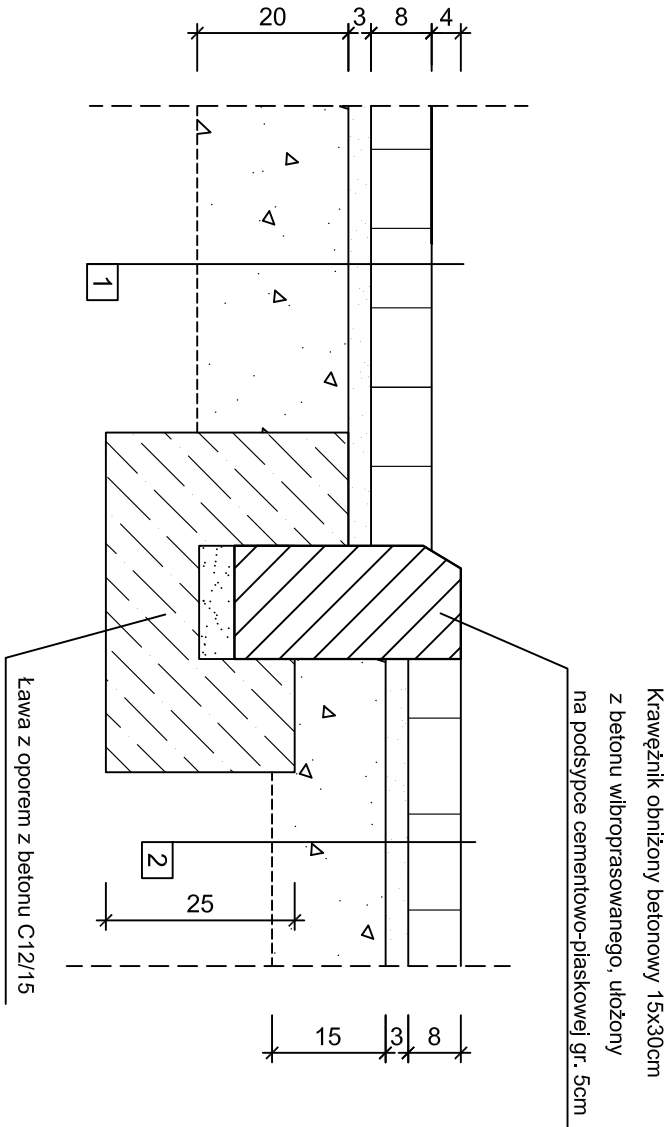 Krawężnik obniżony betonowy 15x30cm
z betonu wibroprasowanego, ułożony
na podsypce cementowo-piaskowej gr. 5cm
20
3
8
4
1
2
25
15
3
8
Ława z oporem z betonu C12/15